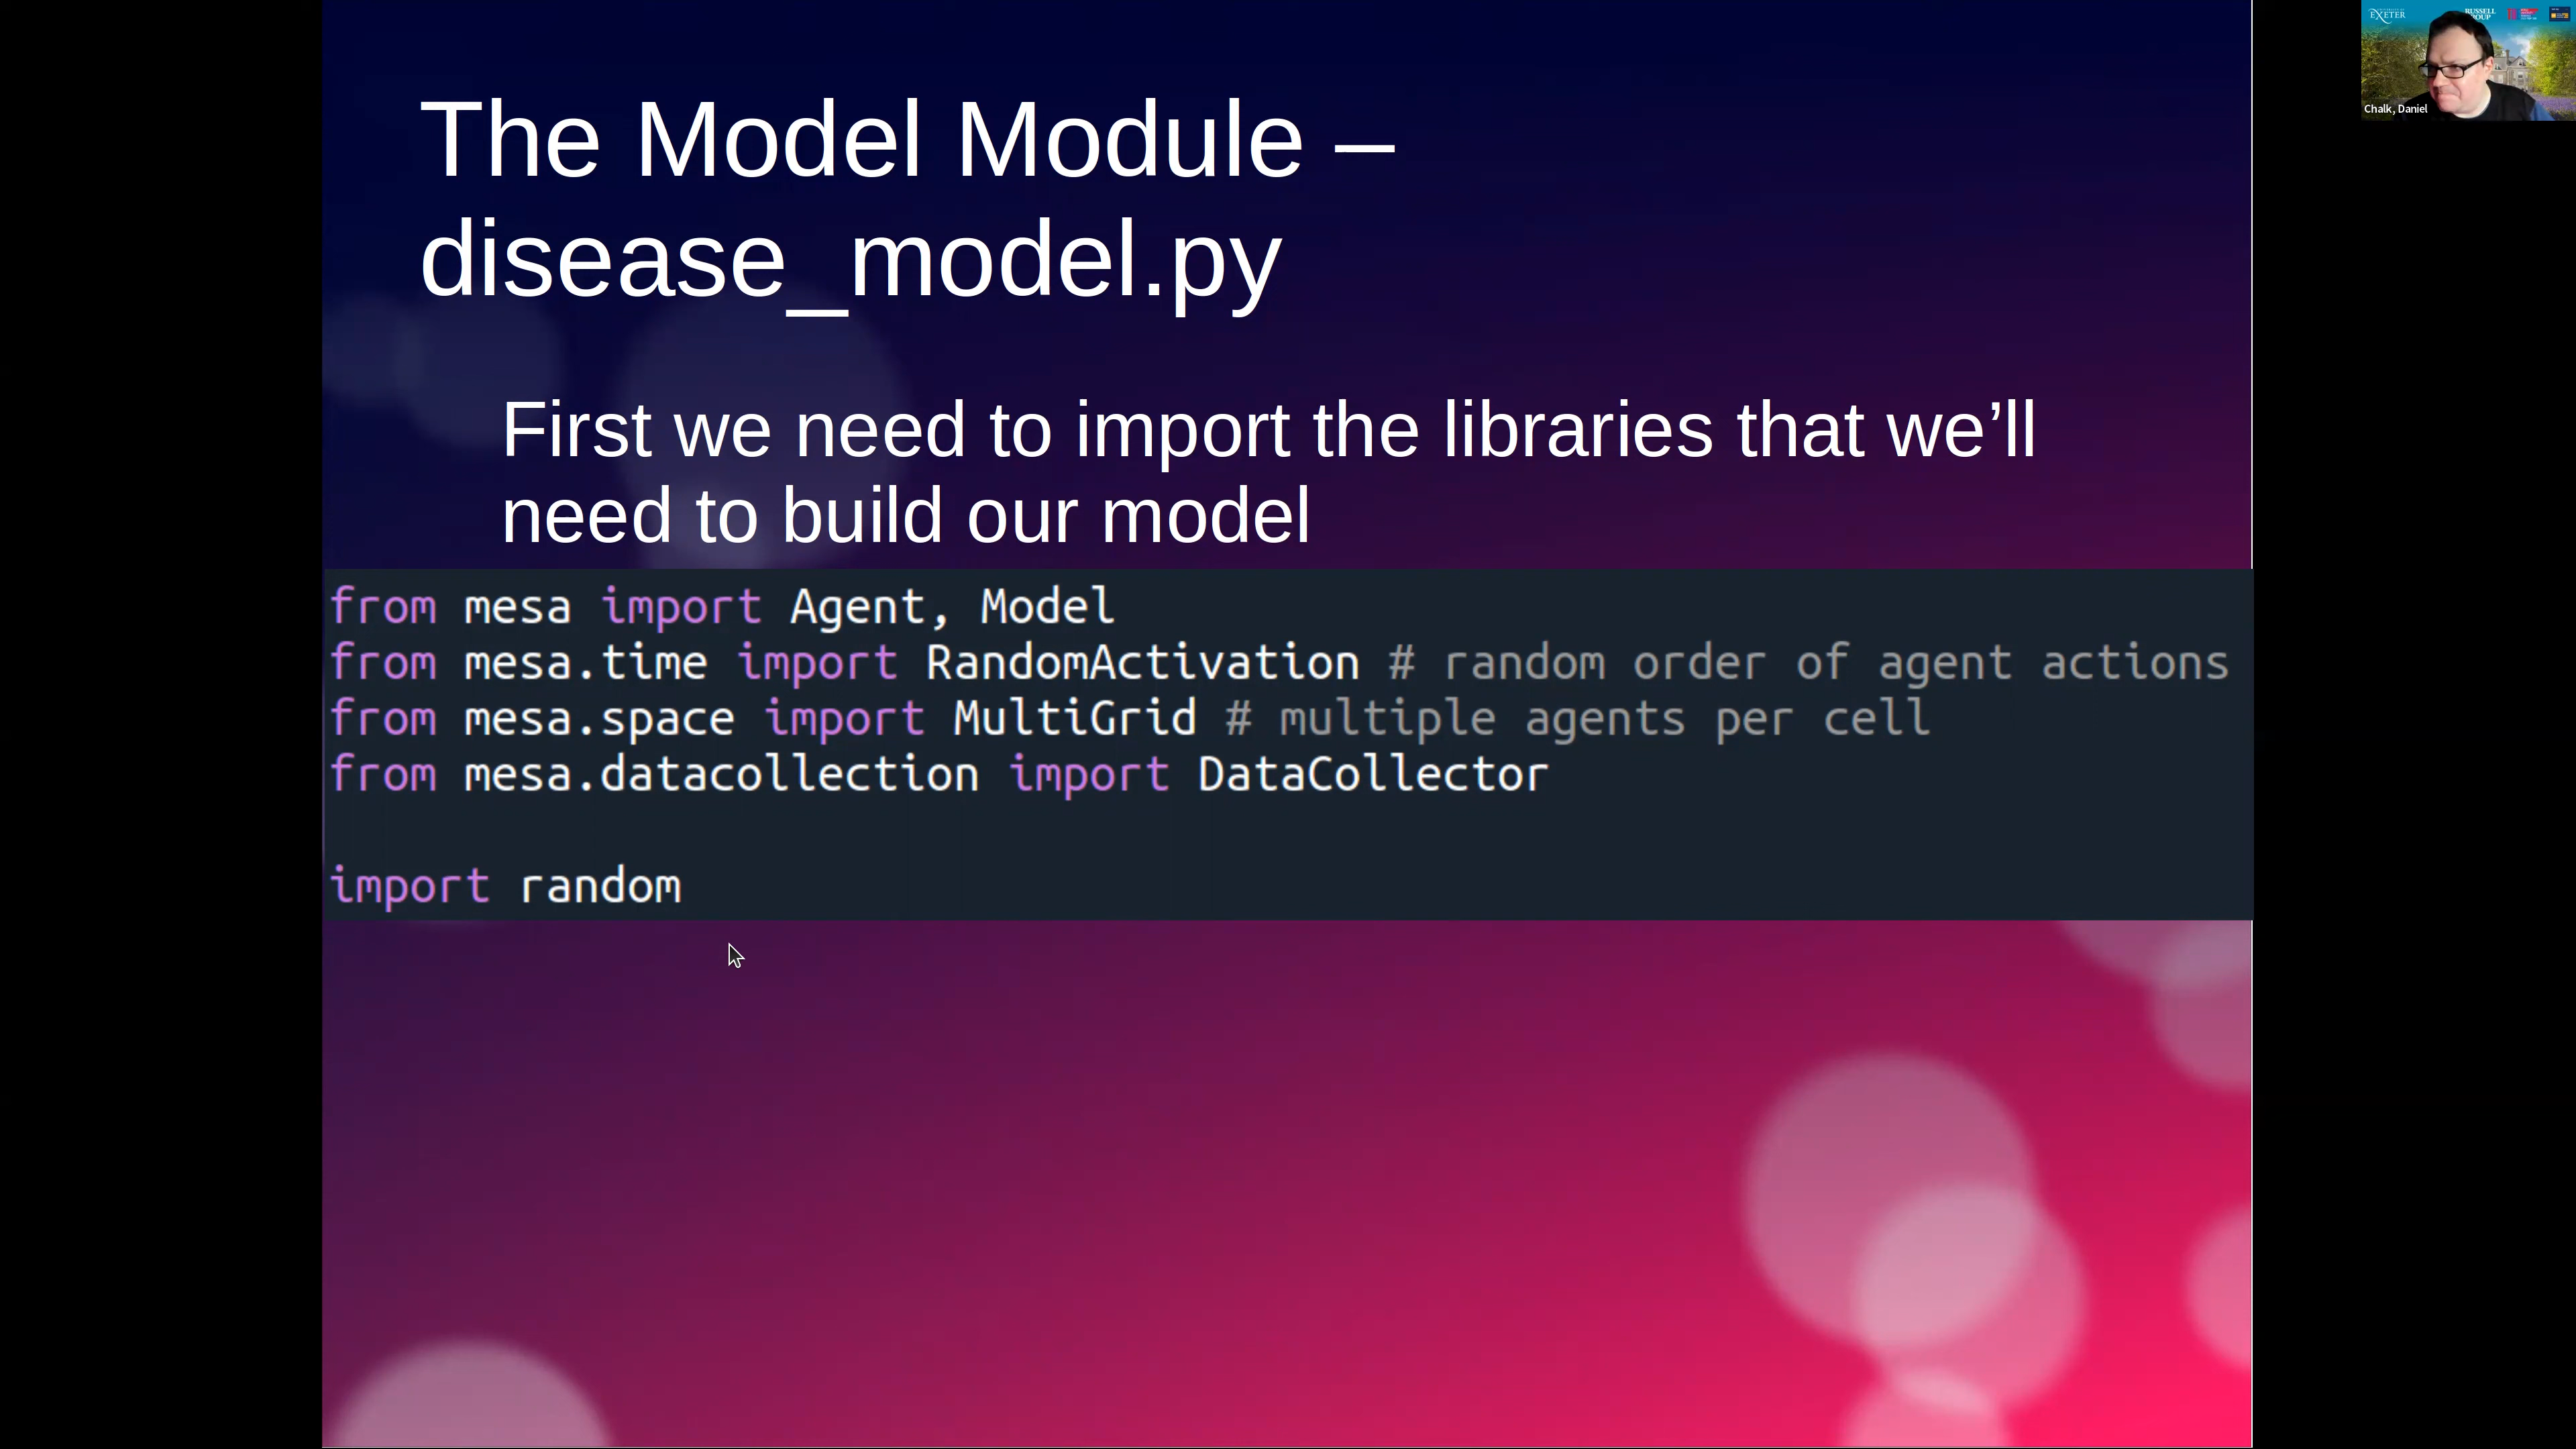 The Model Module –
disease_model.py
First we need to import the libraries that we’ll
need to build our model
from mesa import Agent, Model
from mesa.time import RandomActivation # random order of agent actions
from mesa.space import MultiGrid # multiple agents per cell
from mesa.datacollection import DataCollector
import random
EXETER
RUSSELL
Chalk, Daniel